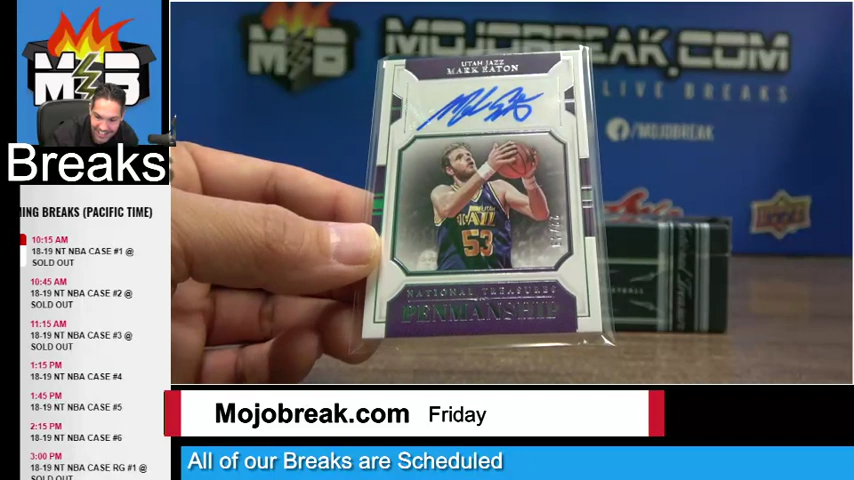 MB
Breaks
MING BREAKS (PACIFIC TIME)
10:15 AM
18-19 NT NBA CASE #1 @
SOLD OUT
10:45 AM
18-19 NT NBA CASE #2 @
SOLD OUT
11:15 AM
18-19 NT NBA CASE #3 @
SOLD OUT
1:15 PM
18-19 NT NBA CASE #4
1:45 PM
18-19 NT NBA CASE #5
2:15 PM
18-19 NT NBA CASE #6
3:00 PM
18-19 NT NBA CASE RG #1 @
SOLD OUT
MB
MOJOBREAK.COM
LIVE BREAKS
/MOJOBREAK
UTAH JAZZ
MARK EATON
JAZZ
53
NATIONAL TREASURES
PENMANSHIP
Mojobreak.com Friday
All of our Breaks are Scheduled